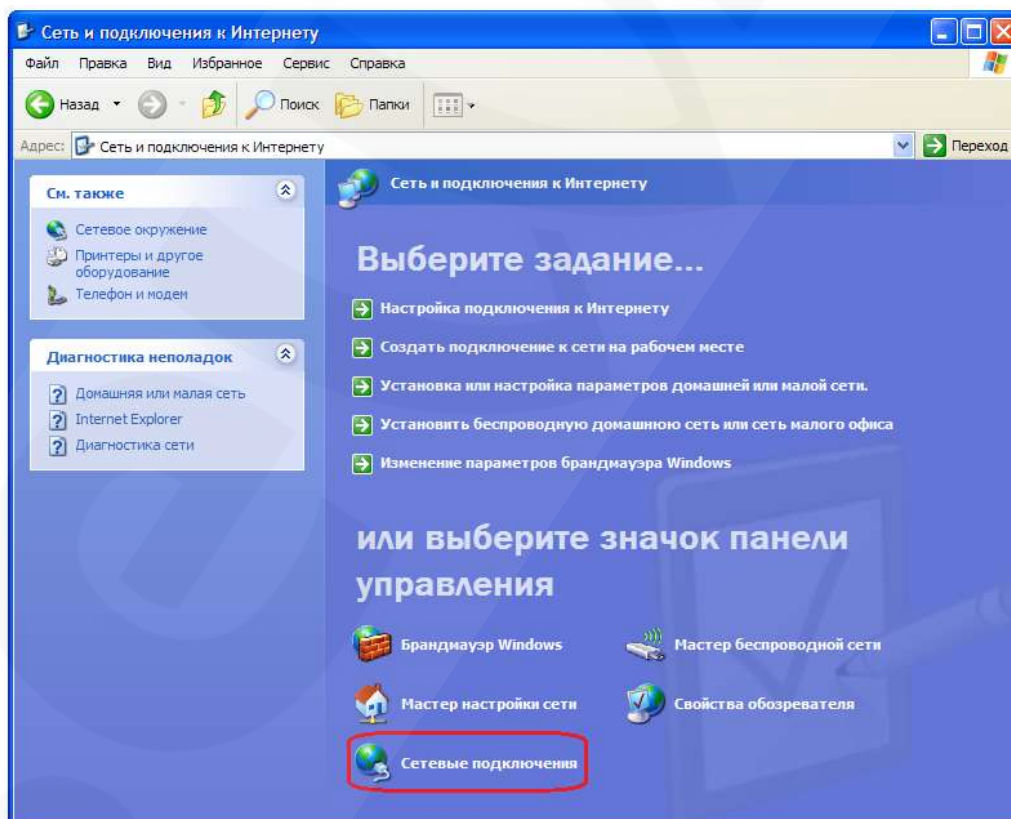 Сеть и подключения к Интернету
Файл Правка Вид Избранное Сервис Справка
Назад Поиск Папки
Адрес: Сеть и подключения к Интернету Переход
См. также
Сетевое окружение
Принтеры и другое
оборудование
Телефон и модем
Диагностика неполадок
Домашняя или малая сеть
Internet Explorer
Диагностика сети
Сеть и подключения к Интернету
Выберите задание...
Настройка подключения к Интернету
Создать подключение к сети на рабочем месте
Установка или настройка параметров домашней или малой сети.
Установить беспроводную домашнюю сеть или сеть малого офиса
Изменение параметров брандмауэра Windows
или выберите значок панели
управления
Брандмауэр Windows Мастер беспроводной сети
Мастер настройки сети Свойства обозревателя
Сетевые подключения